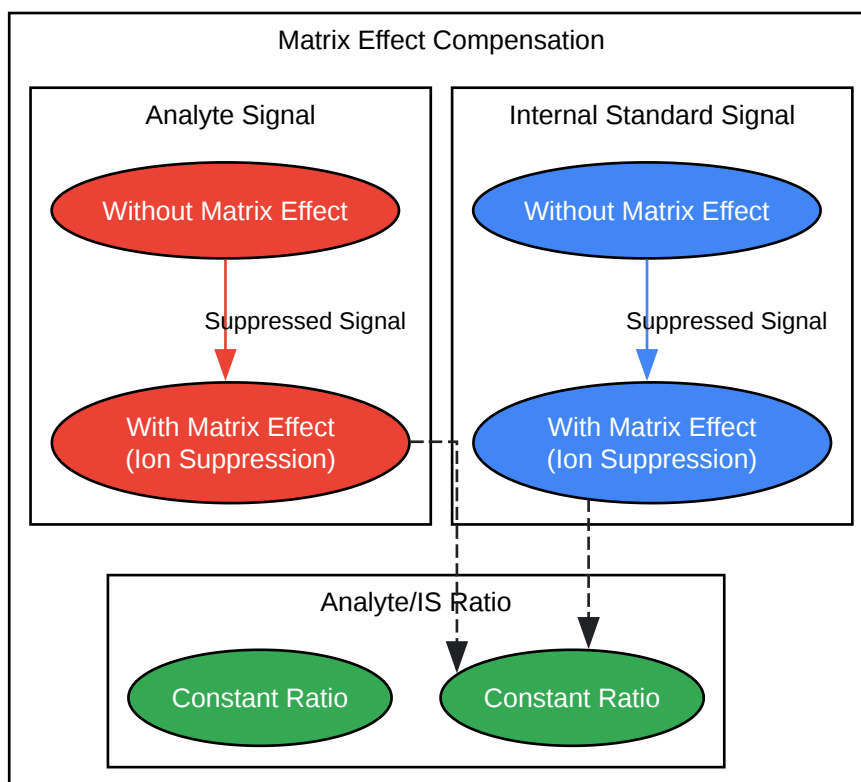 Matrix Effect Compensation
Analyte Signal
Without Matrix Effect
Suppressed Signal
With Matrix Effect
(Ion Suppression)
Internal Standard Signal
Without Matrix Effect
Suppressed Signal
With Matrix Effect
(Ion Suppression)
Analyte/IS Ratio
Constant Ratio
Constant Ratio